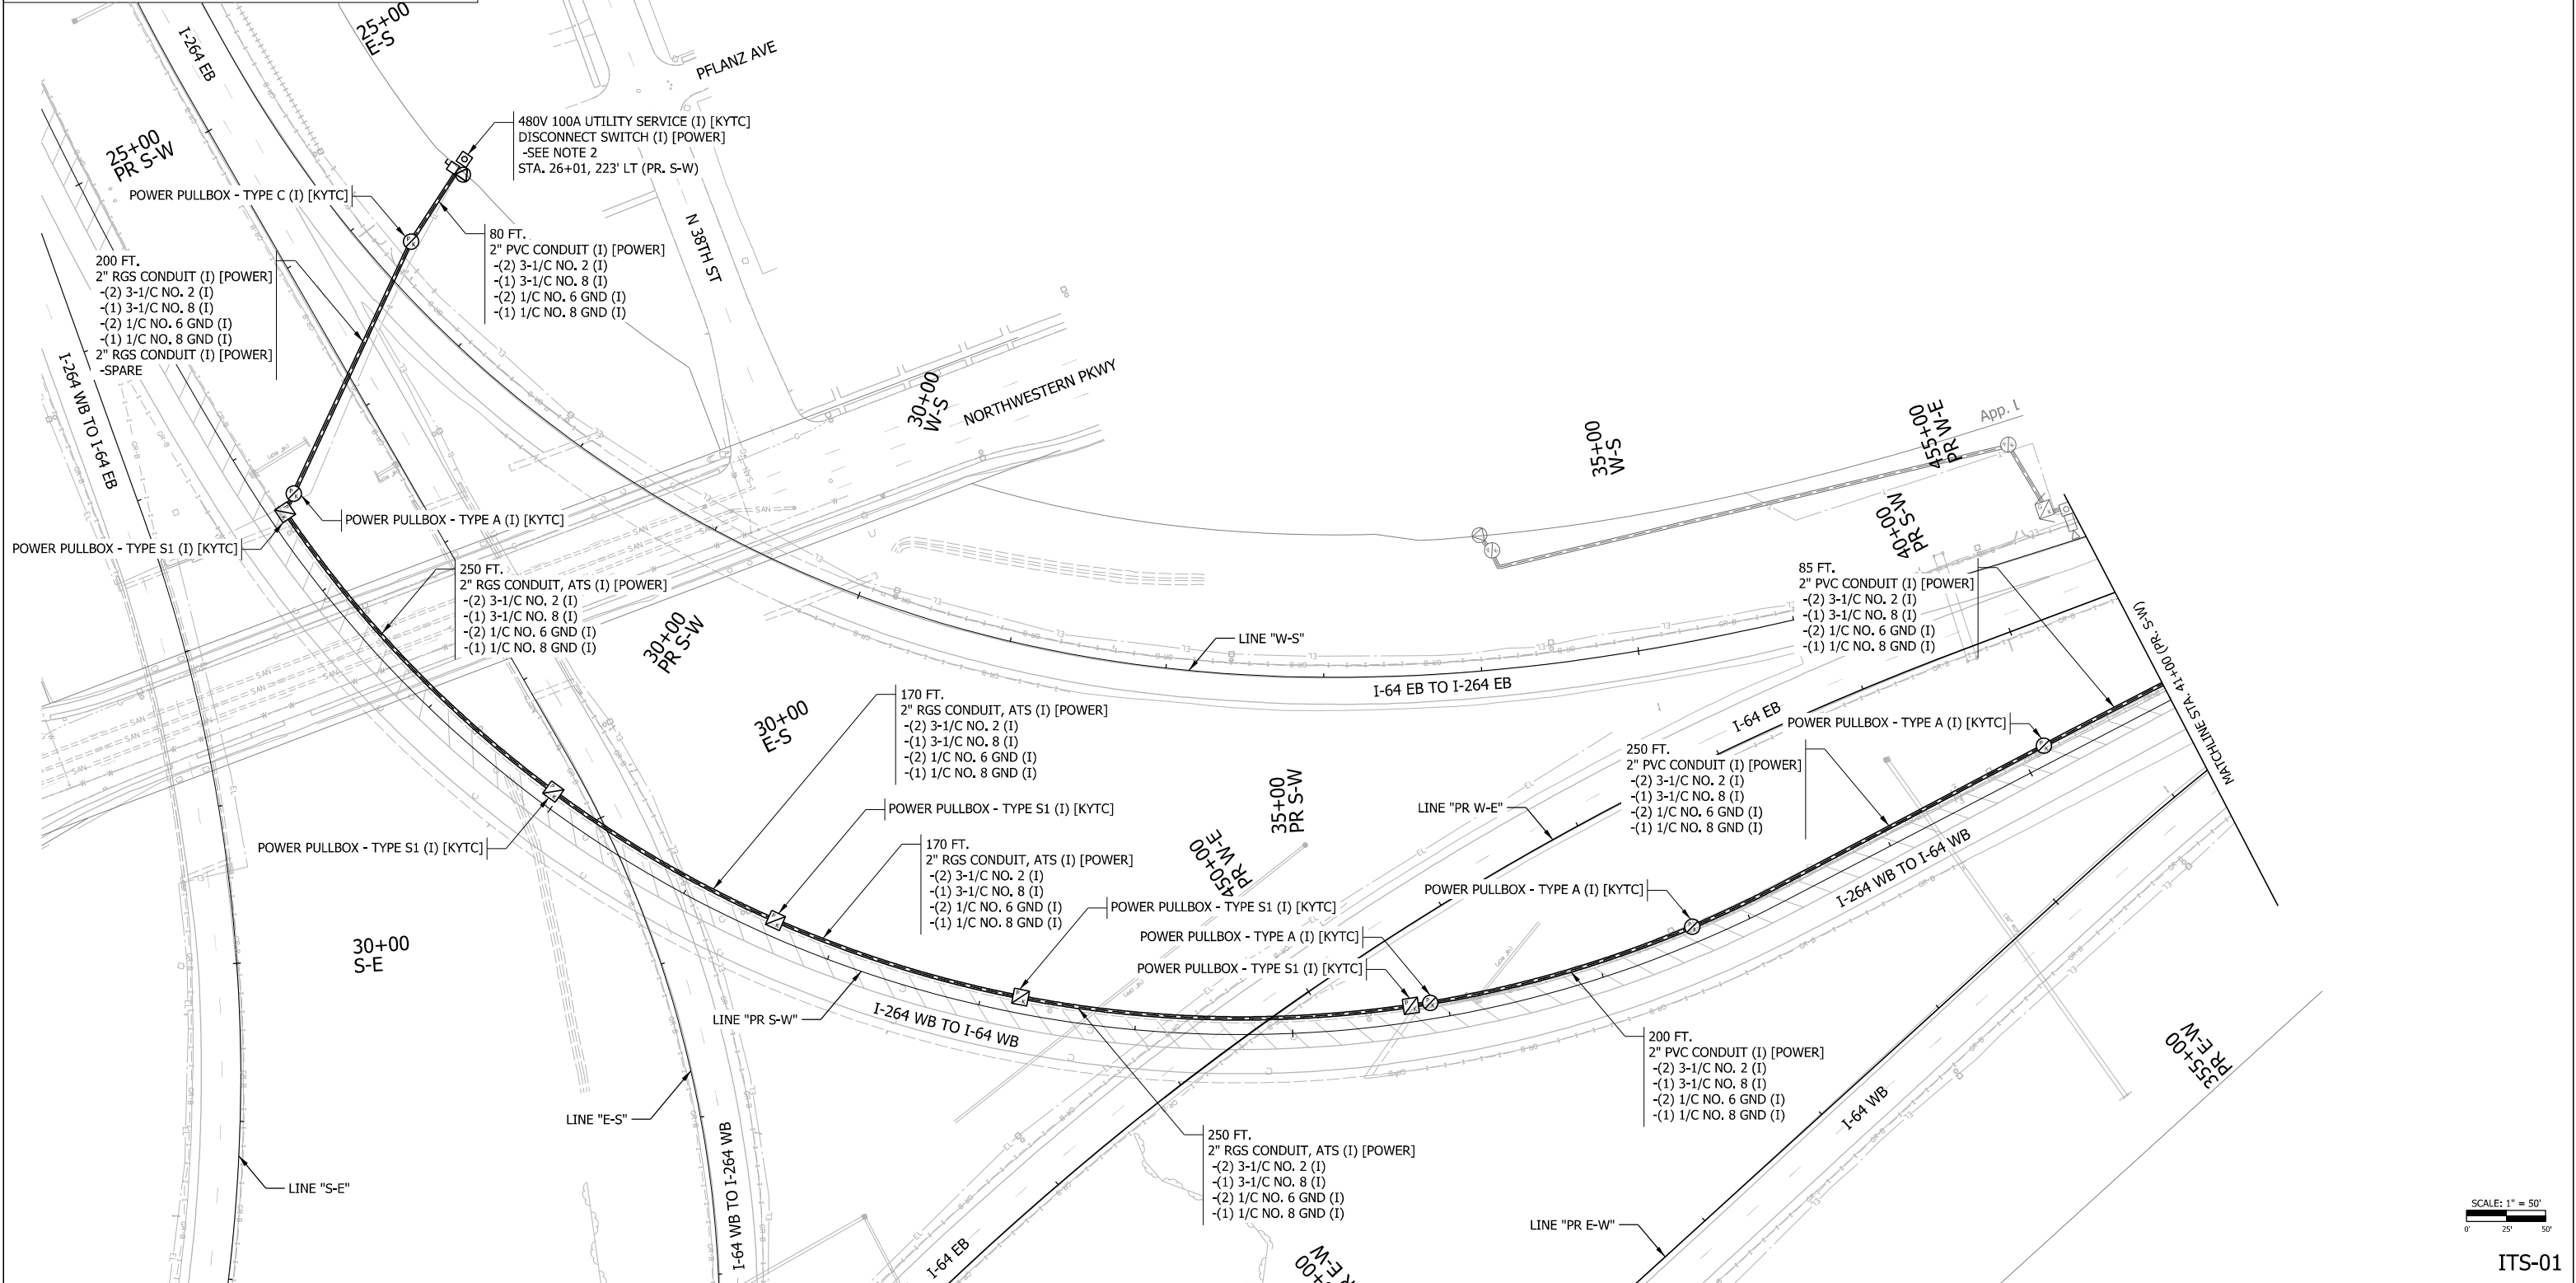 25+00
E-S
I-264 EB
PFLANZ AVE
25+00
PR S-W
480V 100A UTILITY SERVICE (I) [KYTC]
DISCONNECT SWITCH (I) [POWER]
-SEE NOTE 2
STA. 26+01, 223' LT (PR. S-W)
POWER PULLBOX - TYPE C (I) [KYTC]
N 38TH ST
80 FT.
2" PVC CONDUIT (I) [POWER]
-(2) 3-1/C NO. 2 (I)
-(1) 3-1/C NO. 8 (I)
-(2) 1/C NO. 6 GND (I)
-(1) 1/C NO. 8 GND (I)
200 FT.
2" RGS CONDUIT (I) [POWER]
-(2) 3-1/C NO. 2 (I)
-(1) 3-1/C NO. 8 (I)
-(2) 1/C NO. 6 GND (I)
-(1) 1/C NO. 8 GND (I)
2" RGS CONDUIT (I) [POWER]
-SPARE
I-264 WB TO I-64 EB
30+00
W-S
NORTHWESTERN PKWY
35+00
W-S
455+00
PR W-E
App. L
40+00
PR S-W
POWER PULLBOX - TYPE A (I) [KYTC]
POWER PULLBOX - TYPE S1 (I) [KYTC]
250 FT.
2" RGS CONDUIT, ATS (I) [POWER]
-(2) 3-1/C NO. 2 (I)
-(1) 3-1/C NO. 8 (I)
-(2) 1/C NO. 6 GND (I)
-(1) 1/C NO. 8 GND (I)
30+00
PR S-W
LINE "W-S"
I-64 EB TO I-264 EB
85 FT.
2" PVC CONDUIT (I) [POWER]
-(2) 3-1/C NO. 2 (I)
-(1) 3-1/C NO. 8 (I)
-(2) 1/C NO. 6 GND (I)
-(1) 1/C NO. 8 GND (I)
MATCHLINE STA. 41+00 (PR. S-W)
30+00
E-S
170 FT.
2" RGS CONDUIT, ATS (I) [POWER]
-(2) 3-1/C NO. 2 (I)
-(1) 3-1/C NO. 8 (I)
-(2) 1/C NO. 6 GND (I)
-(1) 1/C NO. 8 GND (I)
I-64 EB
POWER PULLBOX - TYPE A (I) [KYTC]
250 FT.
2" PVC CONDUIT (I) [POWER]
-(2) 3-1/C NO. 2 (I)
-(1) 3-1/C NO. 8 (I)
-(2) 1/C NO. 6 GND (I)
-(1) 1/C NO. 8 GND (I)
POWER PULLBOX - TYPE S1 (I) [KYTC]
35+00
PR S-W
LINE "PR W-E"
450+00
PR W-E
POWER PULLBOX - TYPE S1 (I) [KYTC]
170 FT.
2" RGS CONDUIT, ATS (I) [POWER]
-(2) 3-1/C NO. 2 (I)
-(1) 3-1/C NO. 8 (I)
-(2) 1/C NO. 6 GND (I)
-(1) 1/C NO. 8 GND (I)
POWER PULLBOX - TYPE S1 (I) [KYTC]
POWER PULLBOX - TYPE A (I) [KYTC]
POWER PULLBOX - TYPE A (I) [KYTC]
POWER PULLBOX - TYPE S1 (I) [KYTC]
I-264 WB TO I-64 WB
30+00
S-E
LINE "PR S-W"
I-264 WB TO I-64 WB
200 FT.
2" PVC CONDUIT (I) [POWER]
-(2) 3-1/C NO. 2 (I)
-(1) 3-1/C NO. 8 (I)
-(2) 1/C NO. 6 GND (I)
-(1) 1/C NO. 8 GND (I)
355+00
PR E-W
I-64 WB
LINE "E-S"
250 FT.
2" RGS CONDUIT, ATS (I) [POWER]
-(2) 3-1/C NO. 2 (I)
-(1) 3-1/C NO. 8 (I)
-(2) 1/C NO. 6 GND (I)
-(1) 1/C NO. 8 GND (I)
LINE "S-E"
I-64 WB TO I-264 WB
I-64 EB
LINE "PR E-W"
SCALE: 1" = 50'
0' 25' 50'
ITS-01